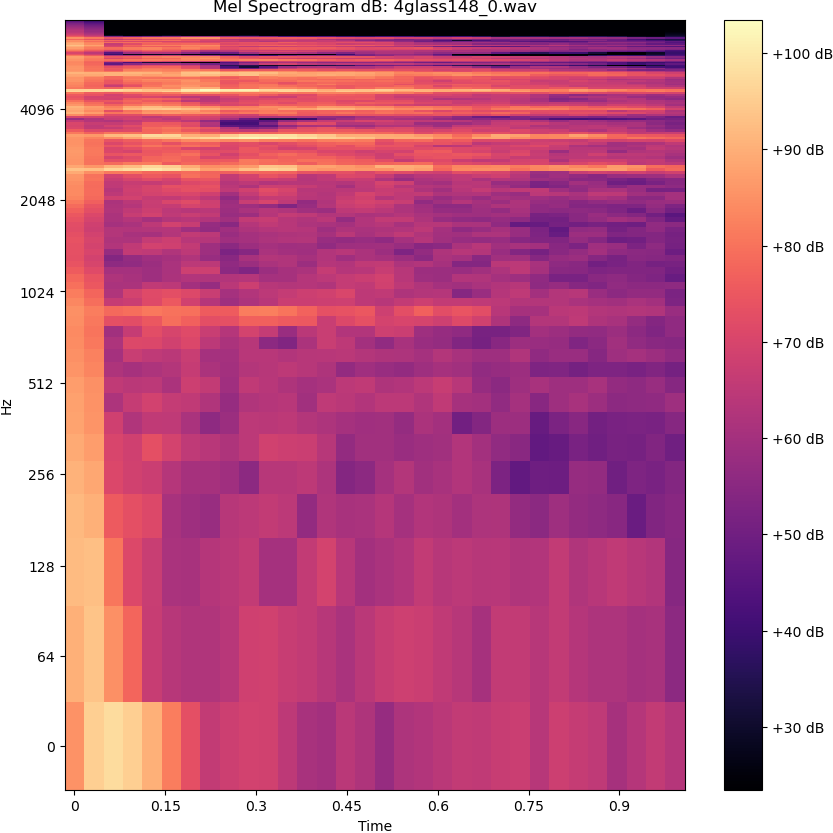 Mel Spectrogram dB: 4glass148_0.wav
+100 dB
+90 dB
+80 dB
+70 dB
+60 dB
+50 dB
+40 dB
+30 dB
4096
2048
1024
512
256
128
64
0
Hz
0 0.15 0.3 0.45 0.6 0.75 0.9
Time